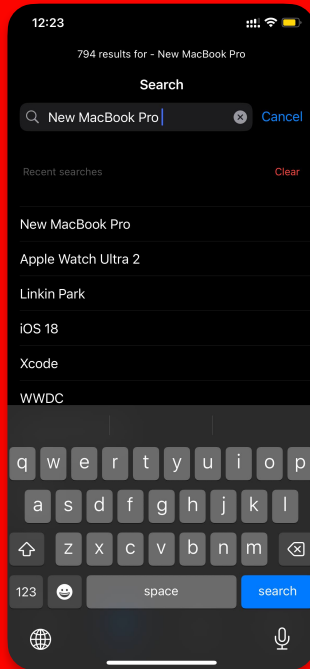 12:23
794 results for - New MacBook Pro
Search
New MacBook Pro
Cancel
Recent searches
Clear
New MacBook Pro
Apple Watch Ultra 2
Linkin Park
iOS 18
Xcode
WWDC
q w e r t y u i o p
a s d f g h j k l
z x c v b n m
123 space search